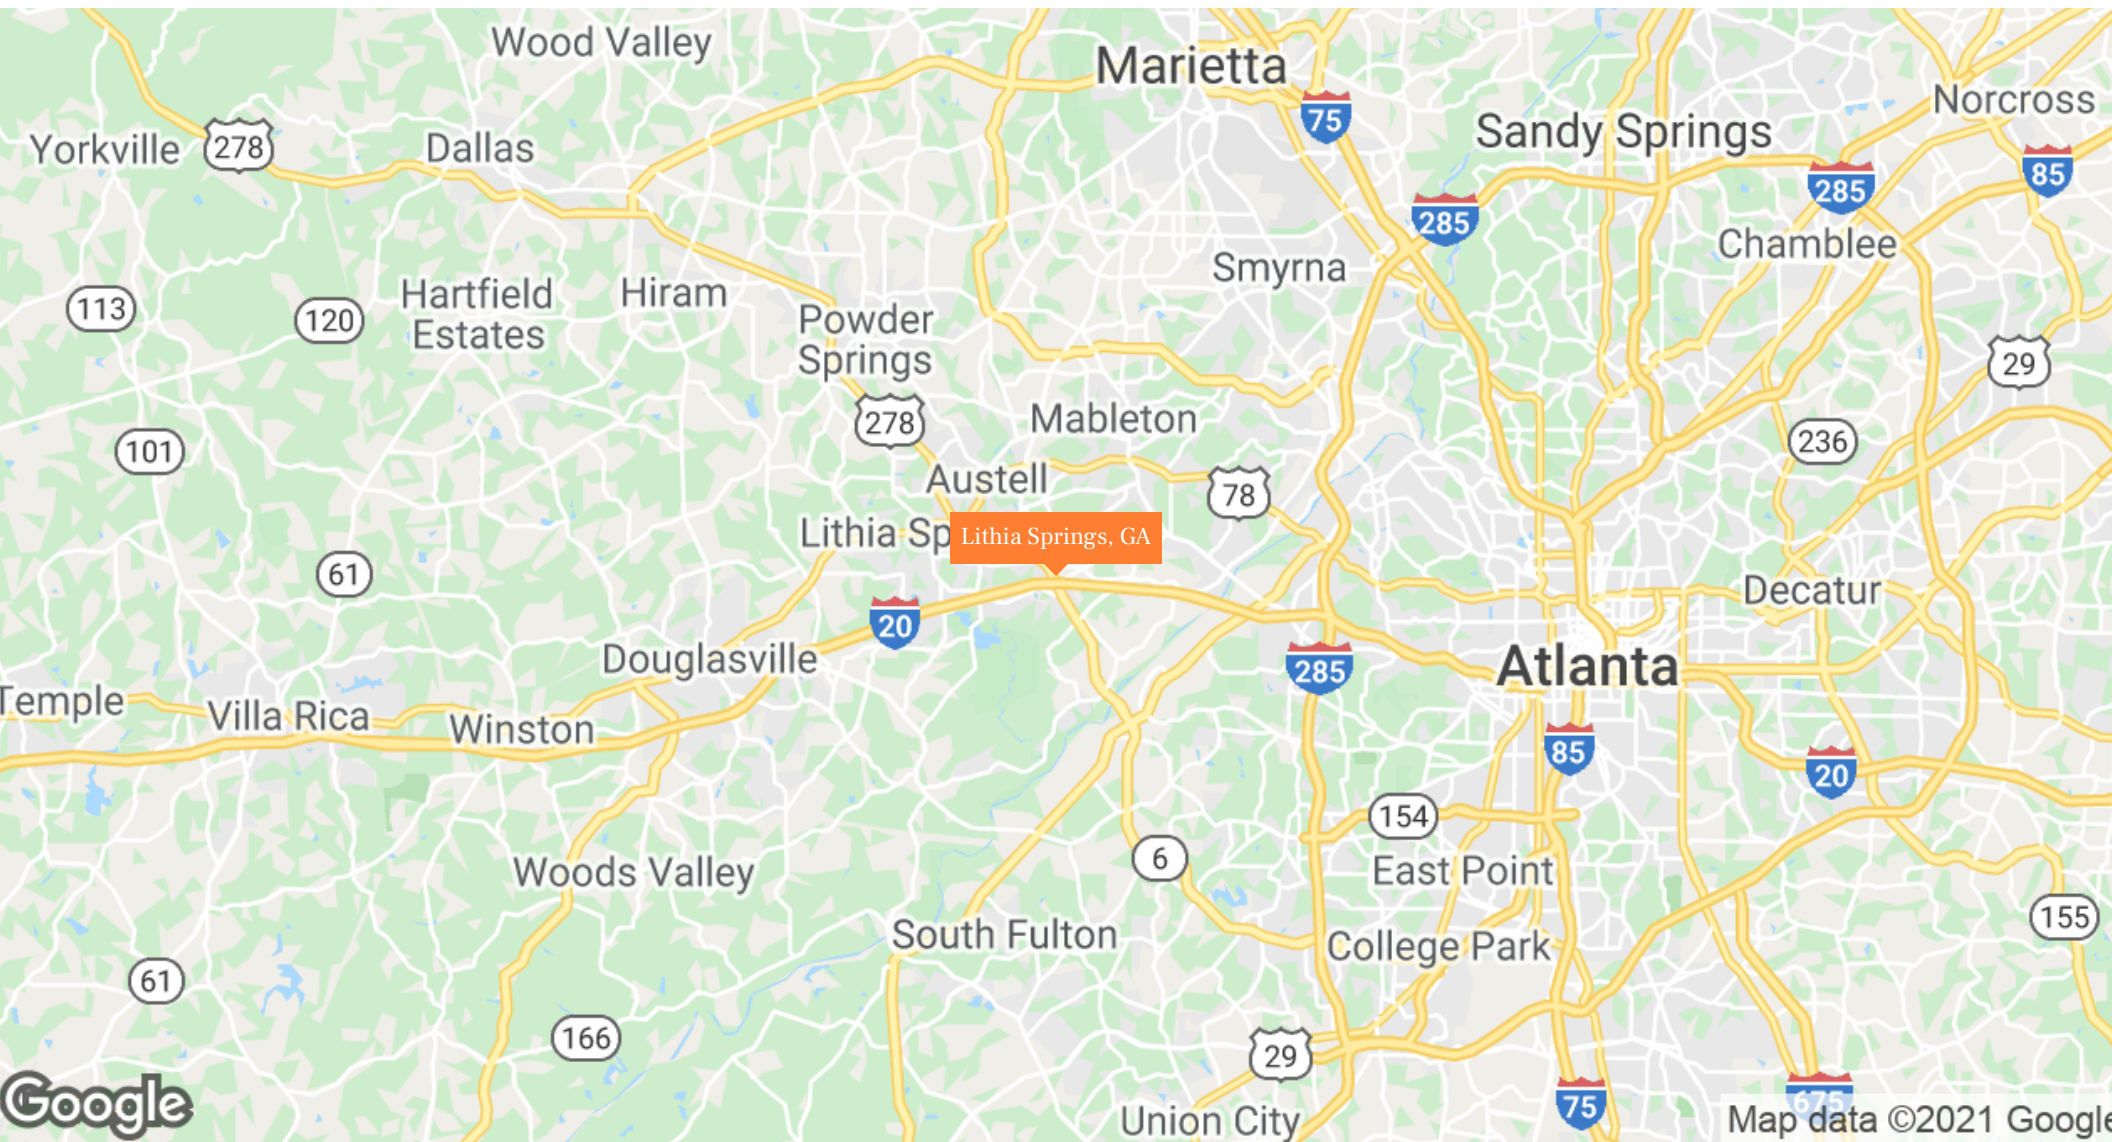 Wood Valley
Marietta
75
Norcross
Yorkville
278
Dallas
Sandy Springs
285
85
285
Chamblee
Smyrna
113
120
Hartfield
Estates
Hiram
Powder
Springs
29
278
Mableton
236
101
Austell
78
Lithia Sp
Lithia Springs, GA
61
20
Decatur
Douglasville
285
Atlanta
Temple
Villa Rica
Winston
85
20
154
6
Woods Valley
East Point
155
South Fulton
College Park
61
166
29
Google
Union City
75
675
Map data ©2021 Google